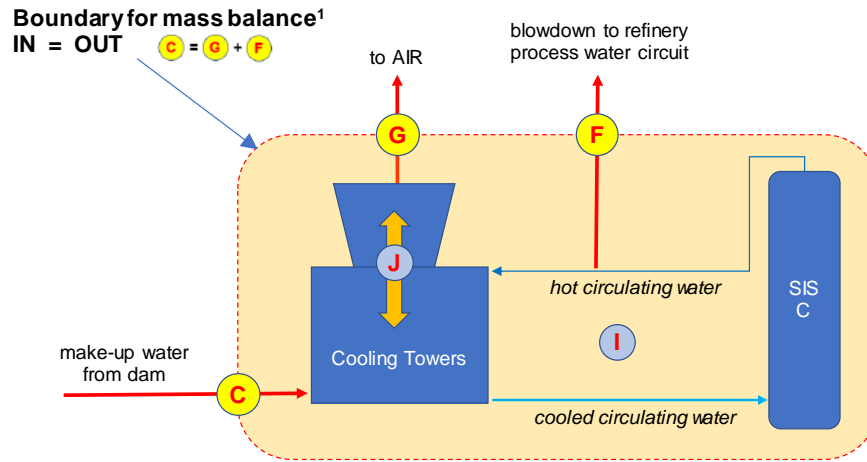 Boundary for mass balance¹
IN = OUT C = G + F
to AIR
blowdown to refinery
process water circuit
G
F
J
hot circulating water
SIS
C
I
Cooling Towers
make-up water
from dam
C
cooled circulating water